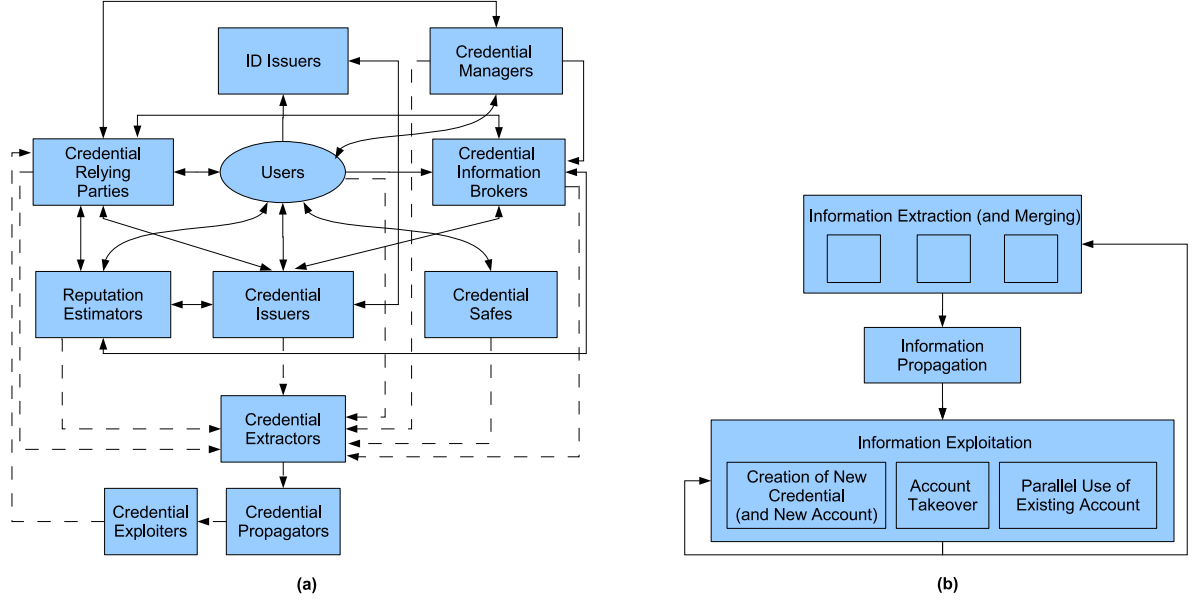 ID Issuers
Credential
Managers
Credential
Relying
Parties
Users
Credential
Information
Brokers
Reputation
Estimators
Credential
Issuers
Credential
Safes
Credential
Extractors
Credential
Exploiters
Credential
Propagators
(a)
Information Extraction (and Merging)
Information
Propagation
Information Exploitation
Creation of New
Credential
(and New Account)
Account
Takeover
Parallel Use of
Existing Account
(b)